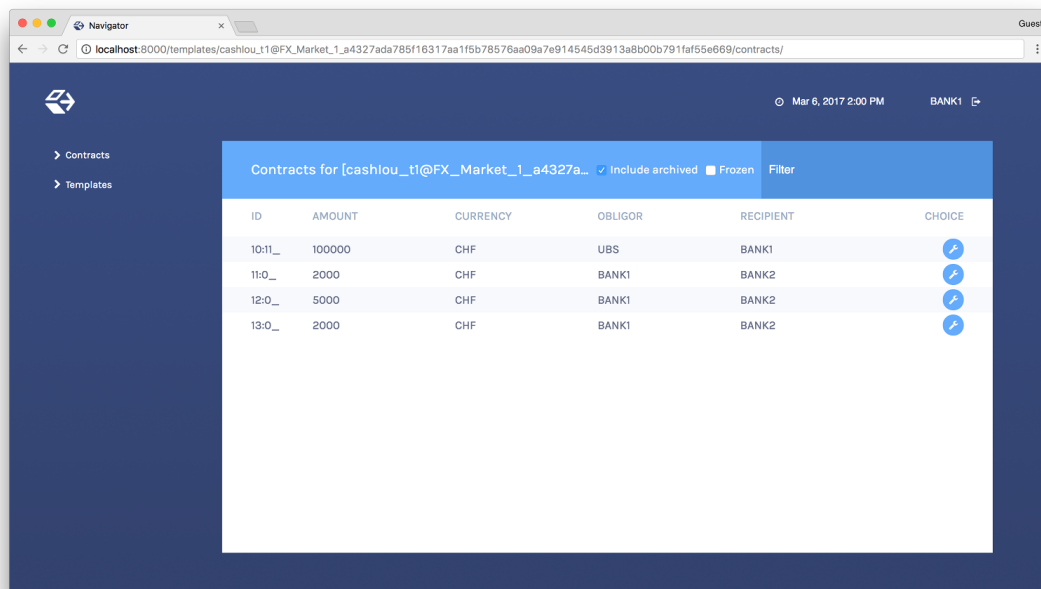 Navigator
Guest
localhost:8000/templates/cashIou_t1@FX_Market_1_a4327ada785f16317aa1f5b78576aa09a7e914545d3913a8b00b791faf55e669/contracts/
Mar 6, 2017 2:00 PM BANK1
Contracts
Templates
Contracts for [cashIou_t1@FX_Market_1_a4327a... Include archived Frozen Filter
ID AMOUNT CURRENCY OBLIGOR RECIPIENT CHOICE
10:11_ 100000 CHF UBS BANK1
11:0_ 2000 CHF BANK1 BANK2
12:0_ 5000 CHF BANK1 BANK2
13:0_ 2000 CHF BANK1 BANK2